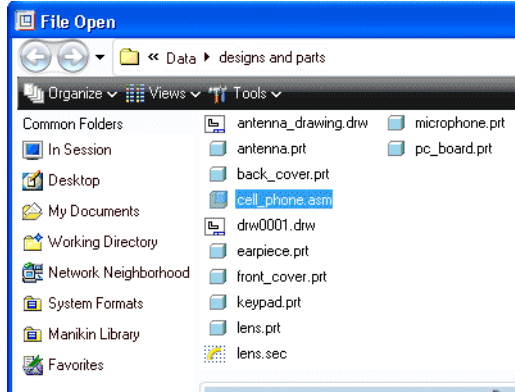 File Open
« Data designs and parts
Organize Views Tools
Common Folders
In Session
Desktop
My Documents
Working Directory
Network Neighborhood
System Formats
Manikin Library
Favorites
antenna_drawing.drw
antenna.prt
back_cover.prt
cell_phone.asm
drw0001.drw
earpiece.prt
front_cover.prt
keypad.prt
lens.prt
lens.sec
microphone.prt
pc_board.prt